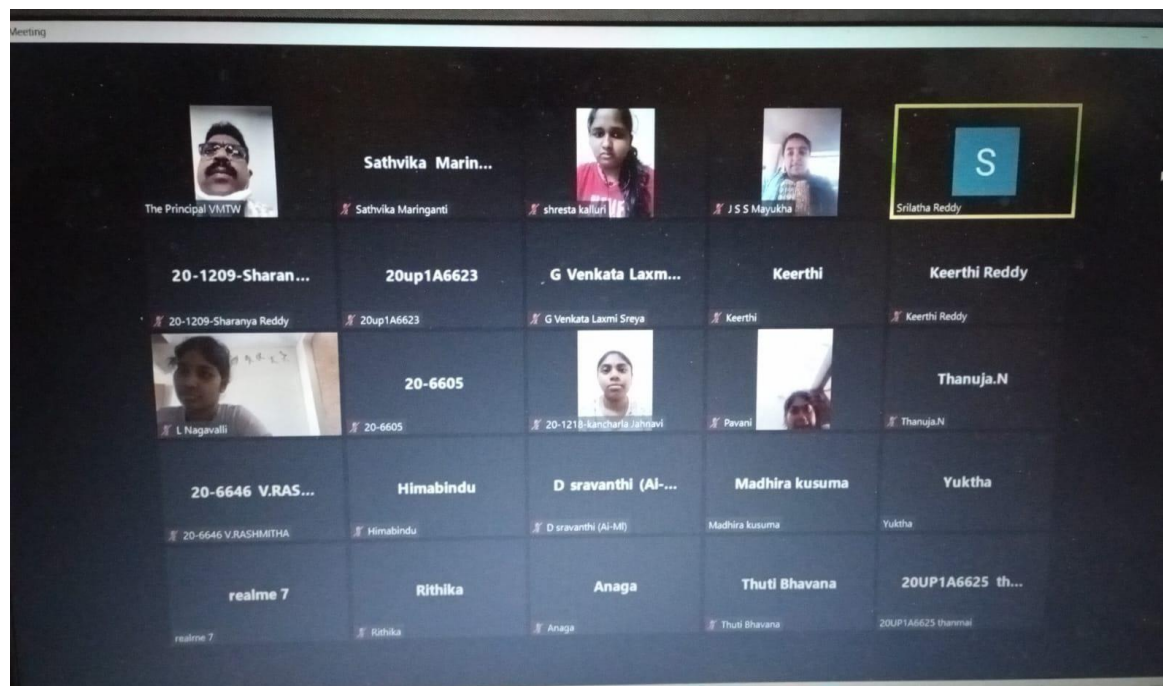 Meeting
The Principal VMTW
Sathvika Marin...
Sathvika Maringanti
shresta kalluri
J S S Mayukha
S
Srilatha Reddy
20-1209-Sharan...
20-1209-Sharanya Reddy
20up1A6623
20up1A6623
G Venkata Laxm...
G Venkata Laxmi Sreya
Keerthi
Keerthi
Keerthi Reddy
Keerthi Reddy
L Nagavalli
20-6605
20-6605
20-1218-kancharla Jahnavi
Pavani
Thanuja.N
Thanuja.N
20-6646 V.RAS...
20-6646 V.RASHMITHA
Himabindu
Himabindu
D sravanthi (Ai-...
D sravanthi (Ai-Ml)
Madhira kusuma
Madhira kusuma
Yuktha
Yuktha
realme 7
realme 7
Rithika
Rithika
Anaga
Anaga
Thuti Bhavana
Thuti Bhavana
20UP1A6625 th...
20UP1A6625 thanmai